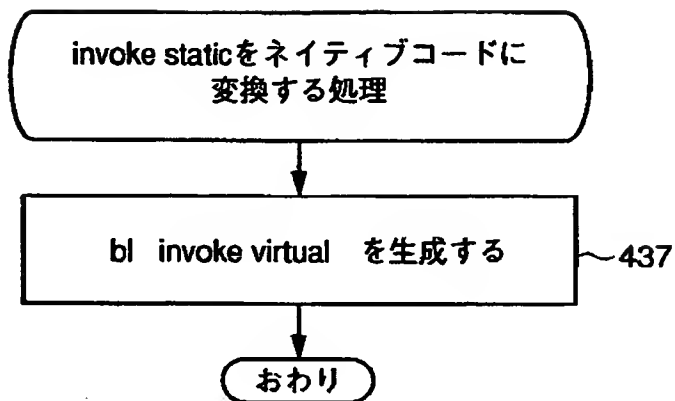 invoke staticをネイティブコードに
変換する処理
bl invoke virtual を生成する
437
おわり